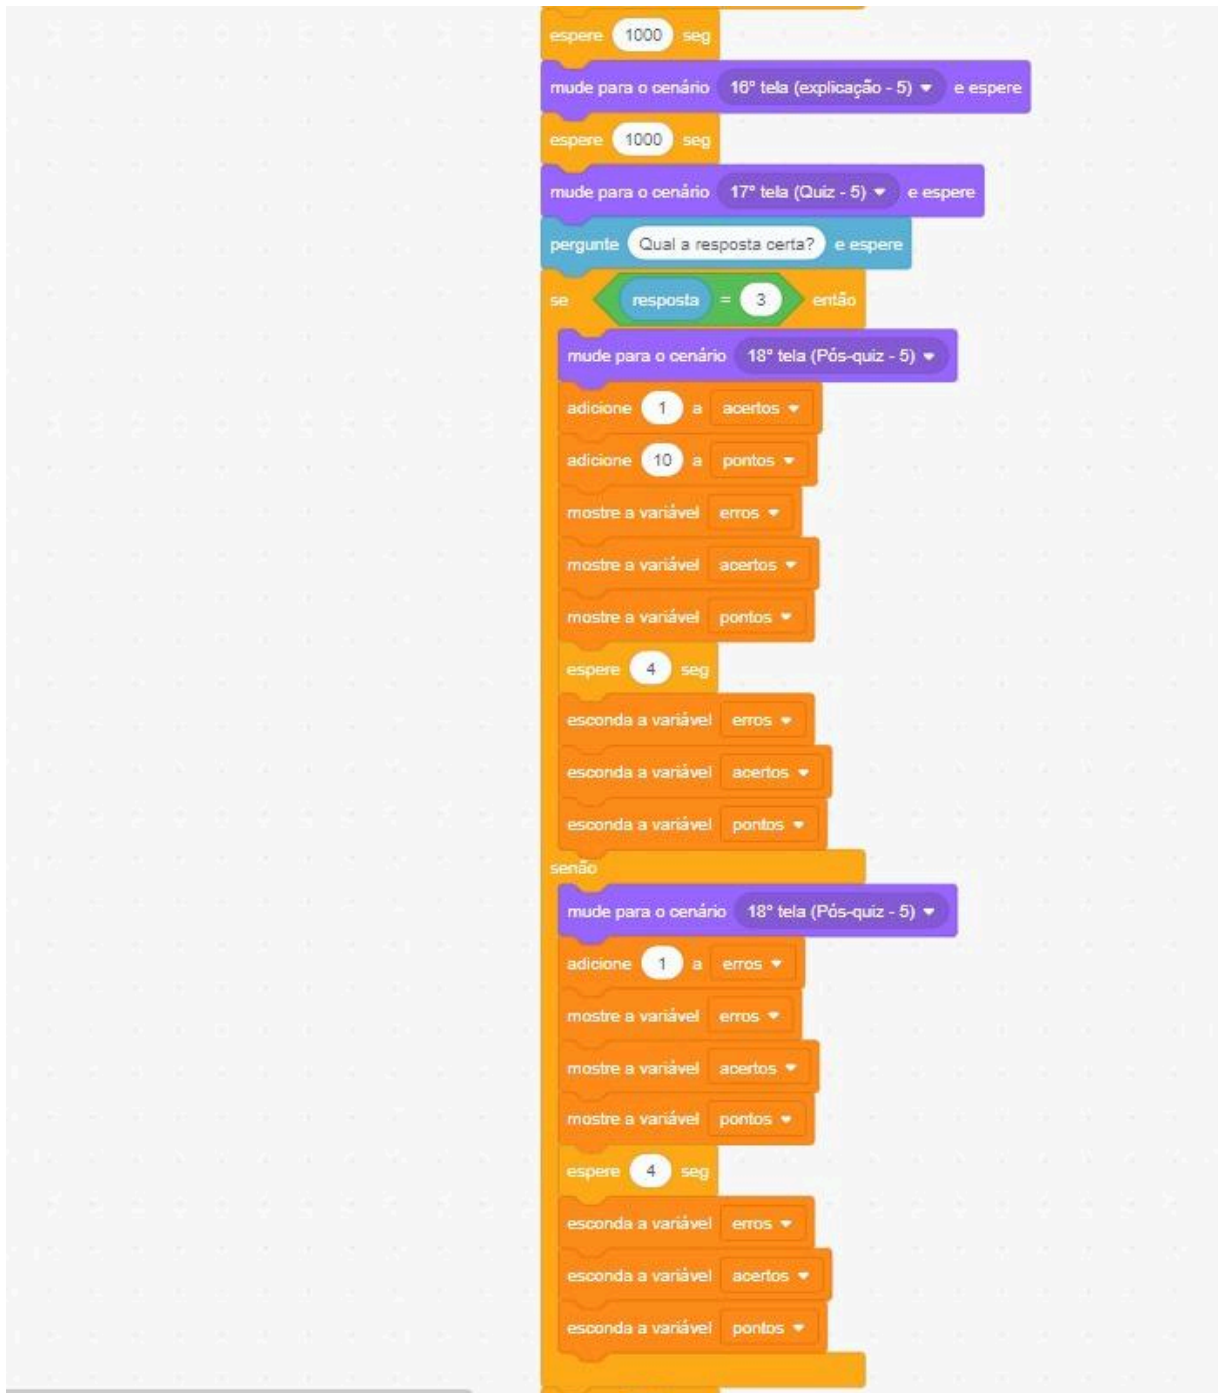 espere 1000 seg
mude para o cenário 16° tela (explicação - 5) e espere
espere 1000 seg
mude para o cenário 17° tela (Quiz - 5) e espere
pergunte Qual a resposta certa? e espere
se resposta = 3 então
mude para o cenário 18° tela (Pós-quiz - 5)
adicione 1 a acertos
adicione 10 a pontos
mostre a variável erros
mostre a variável acertos
mostre a variável pontos
espere 4 seg
esconda a variável erros
esconda a variável acertos
esconda a variável pontos
senão
mude para o cenário 18° tela (Pós-quiz - 5)
adicione 1 a erros
mostre a variável erros
mostre a variável acertos
mostre a variável pontos
espere 4 seg
esconda a variável erros
esconda a variável acertos
esconda a variável pontos